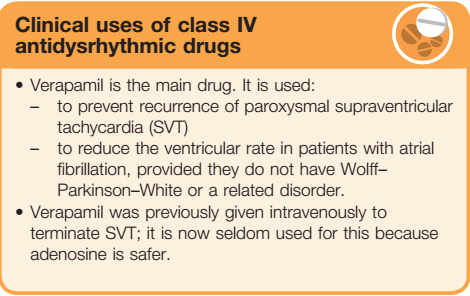 Clinical uses of class IV
antidysrhythmic drugs
• Verapamil is the main drug. It is used:
– to prevent recurrence of paroxysmal supraventricular
tachycardia (SVT)
– to reduce the ventricular rate in patients with atrial
fibrillation, provided they do not have Wolff–
Parkinson–White or a related disorder.
• Verapamil was previously given intravenously to
terminate SVT; it is now seldom used for this because
adenosine is safer.